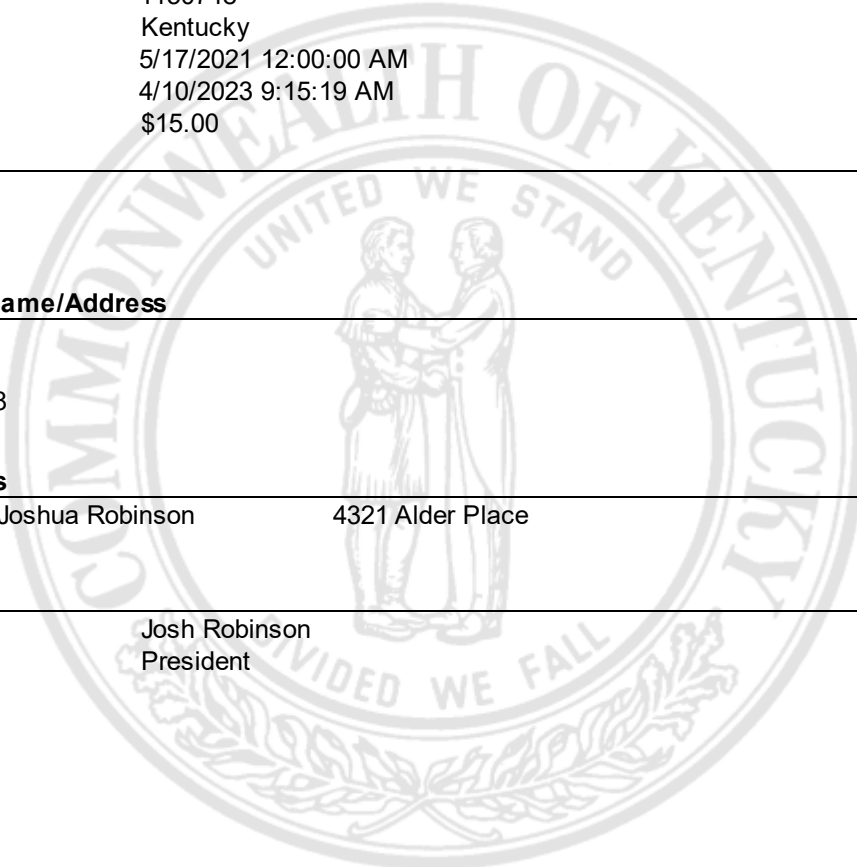 Kentucky
5/17/2021 12:00:00 AM
4/10/2023 9:15:19 AM
$15.00
COMMONWEALTH OF KENTUCKY
UNITED WE STAND
ame/Address
s
Joshua Robinson 4321 Alder Place
Josh Robinson
President
DIVIDED WE FALL